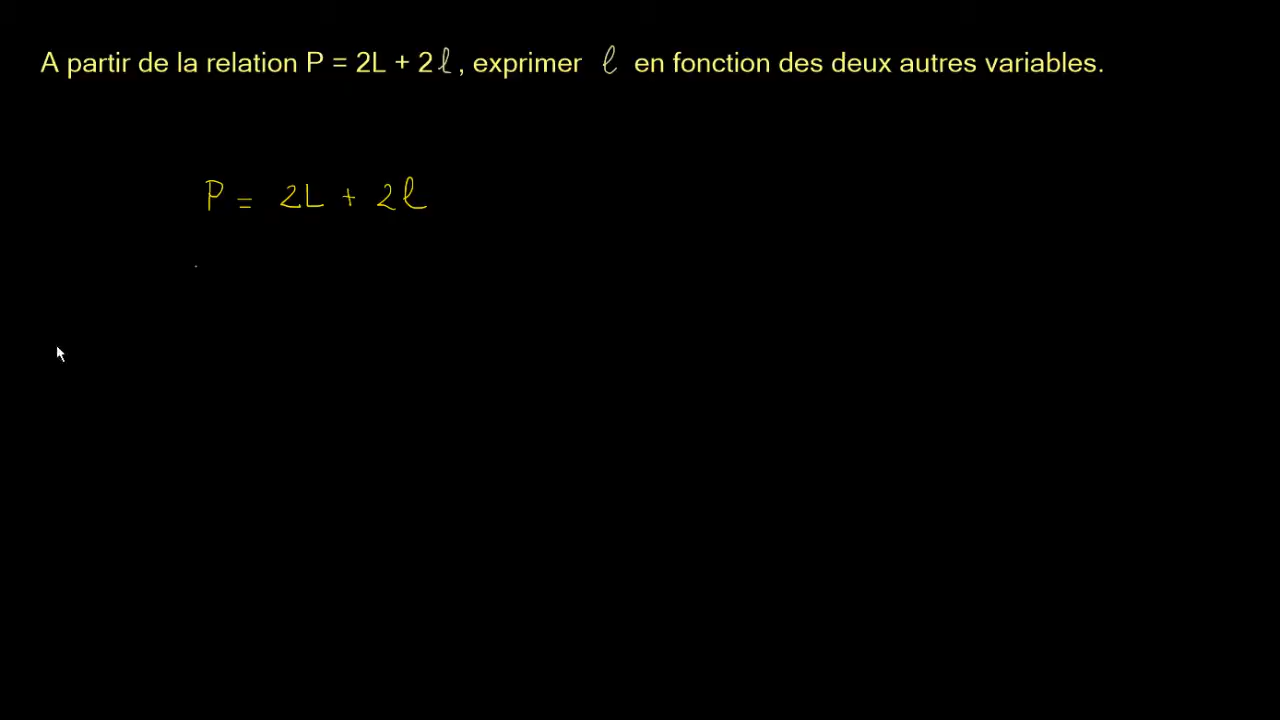 A partir de la relation P = 2L + 2ℓ, exprimer ℓ en fonction des deux autres variables.
P = 2L + 2ℓ